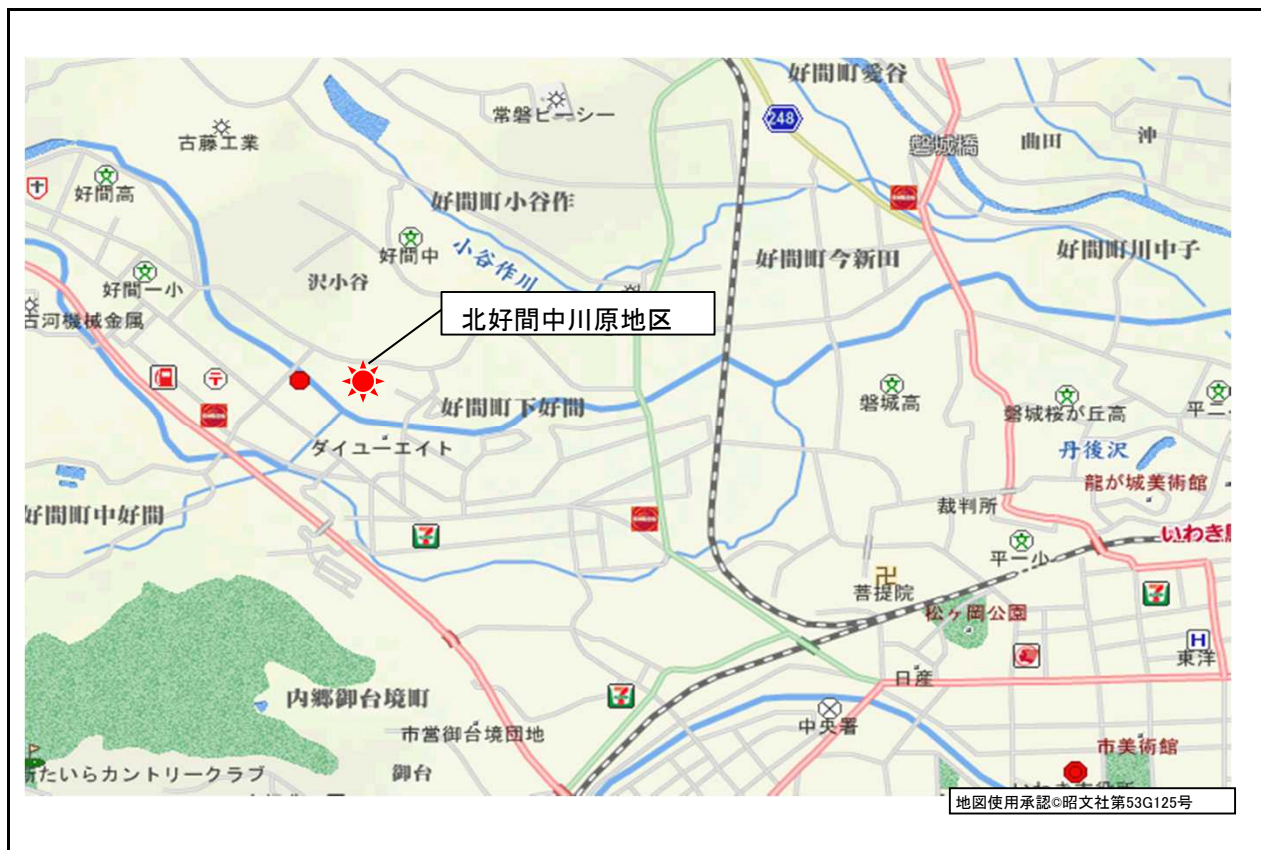 好間町愛谷
常磐ピーシー
248
古藤工業
磐城橋
曲田
沖
好間高
好間町小谷作
好間中
小谷作川
好間町今新田
好間町川中子
沢小谷
好間一小
北好間中川原地区
古河機械金属
好間町下好間
磐城高
磐城桜が丘高
平二小
ダイユーエイト
丹後沢
龍が城美術館
裁判所
好間町中好間
平一小
いわき
菩提院
松ヶ岡公園
H
東洋
日産
内郷御台境町
市営御台境団地
中央署
市美術館
たいらカントリークラブ
御台
地図使用承認©昭文社第53G125号